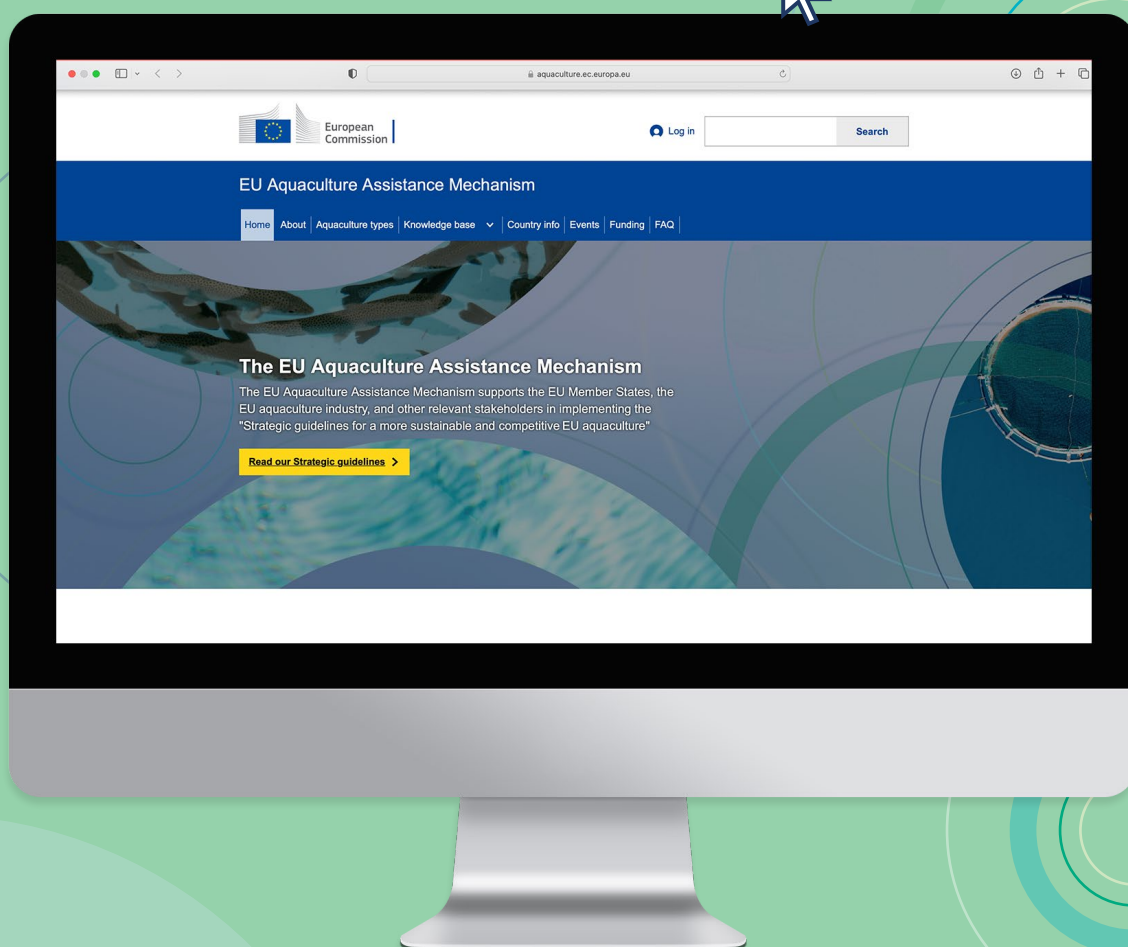 aquaculture.ec.europa.eu
European
Commission
Log in
Search
EU Aquaculture Assistance Mechanism
Home About Aquaculture types Knowledge base Country info Events Funding FAQ
The EU Aquaculture Assistance Mechanism
The EU Aquaculture Assistance Mechanism supports the EU Member States, the
EU aquaculture industry, and other relevant stakeholders in implementing the
"Strategic guidelines for a more sustainable and competitive EU aquaculture"
Read our Strategic guidelines